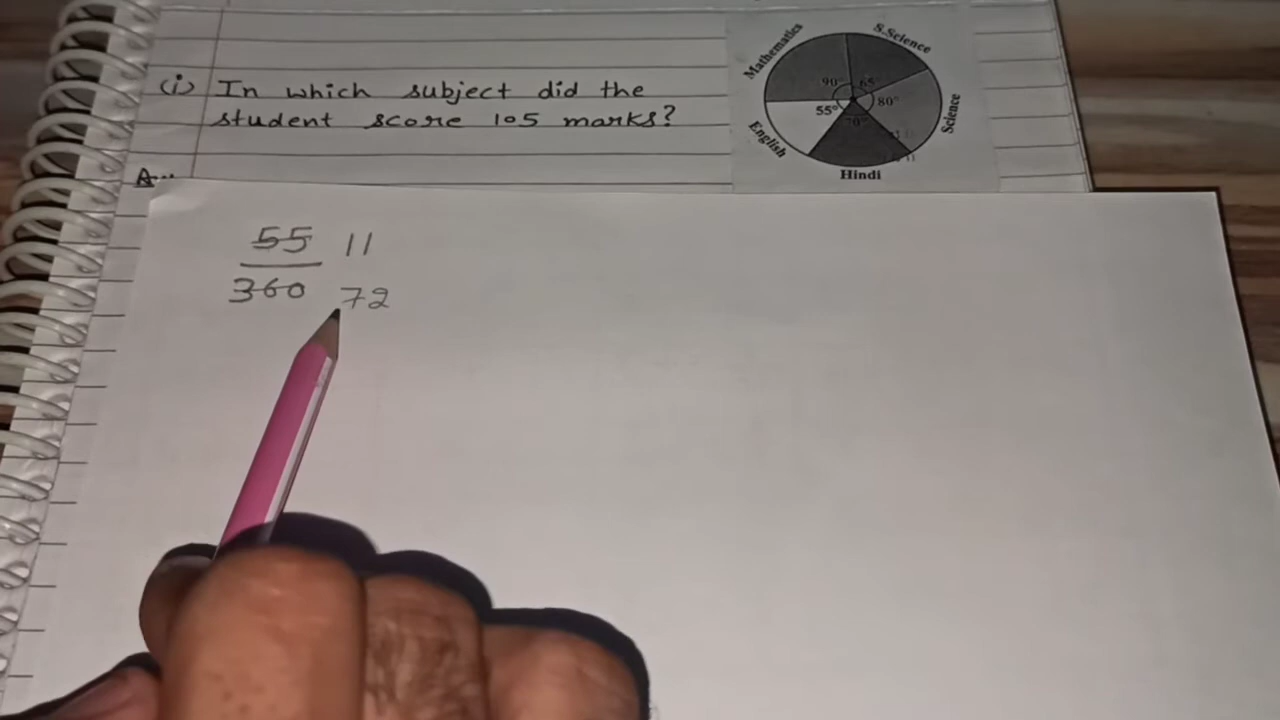 (i) In which subject did the
student score 105 marks?
Mathematics
S.Science
90°
65°
80°
55°
Science
English
Hindi
55 11
360 72